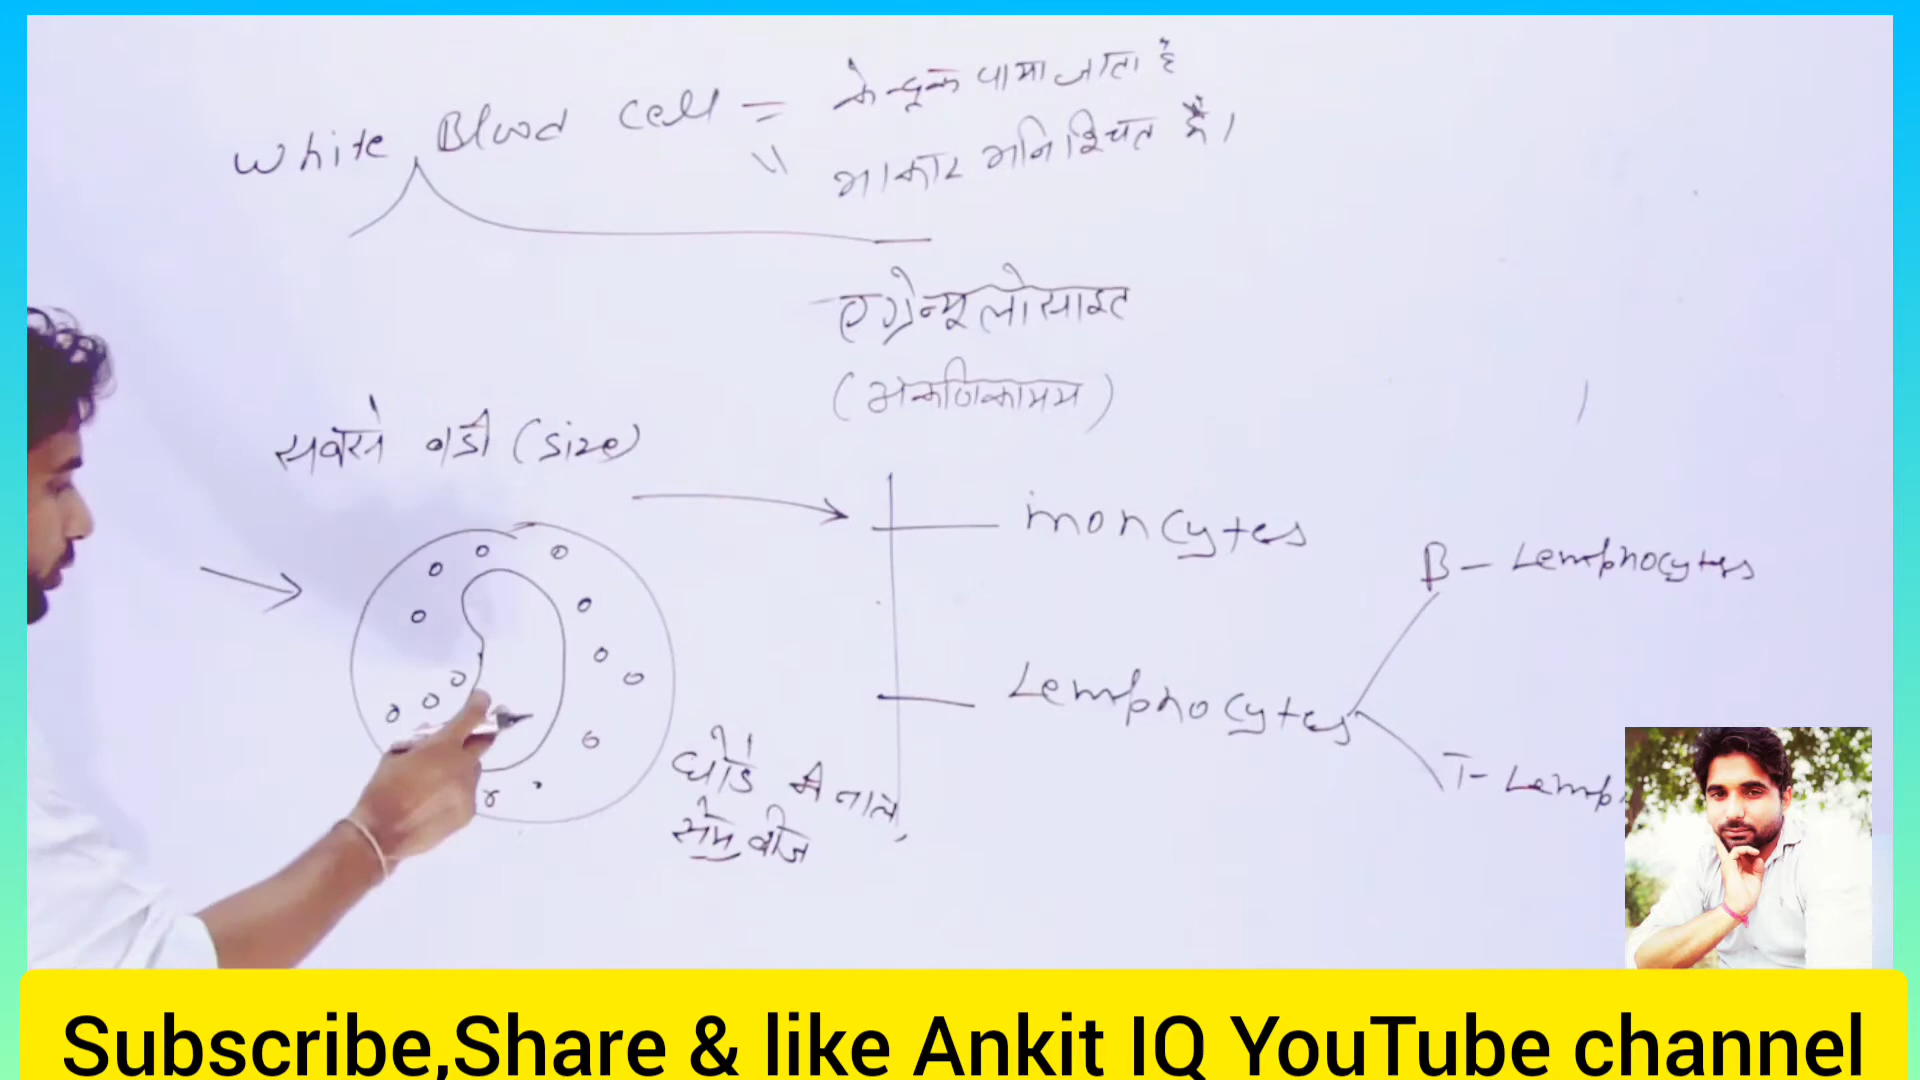 White Blood Cell = केन्द्रक पाया जाता है
" आकार अनिश्चित है।
एग्रेन्यूलोसाइट
(अकणिकामय)
सबसे बडी (Size)
moncytes
B - Lemphocytes
Lemphocytes
T- Lemp
घोडे की नाल,
सेम बीज
Subscribe,Share & like Ankit IQ YouTube channel